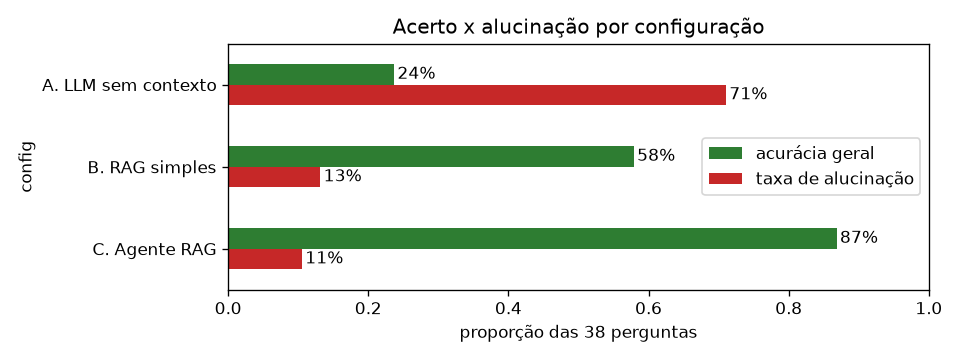 Acerto x alucinação por configuração
config
A. LLM sem contexto
24%
71%
B. RAG simples
58%
13%
acurácia geral
taxa de alucinação
C. Agente RAG
87%
11%
0.0 0.2 0.4 0.6 0.8 1.0
proporção das 38 perguntas